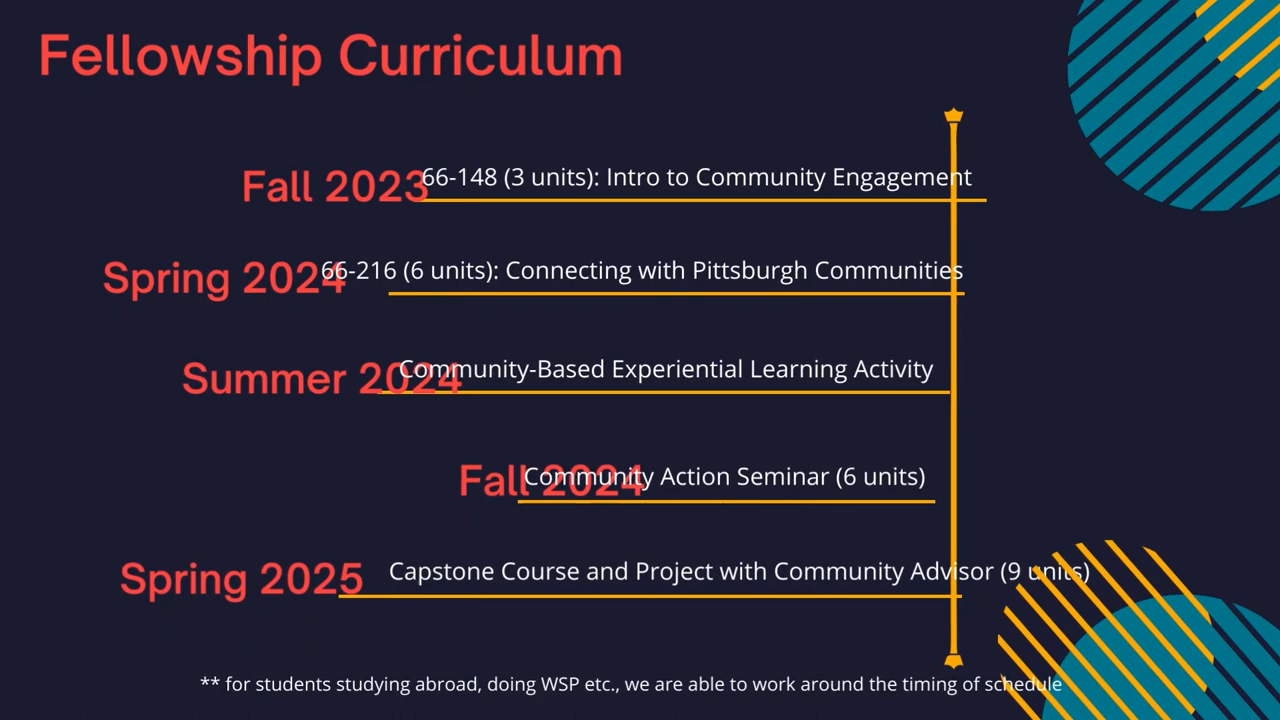 Fellowship Curriculum
Fall 2023 66-148 (3 units): Intro to Community Engagement
Spring 2024 66-216 (6 units): Connecting with Pittsburgh Communities
Summer 2024 Community-Based Experiential Learning Activity
Fall 2024 Community Action Seminar (6 units)
Spring 2025 Capstone Course and Project with Community Advisor (9 units)
** for students studying abroad, doing WSP etc., we are able to work around the timing of schedule